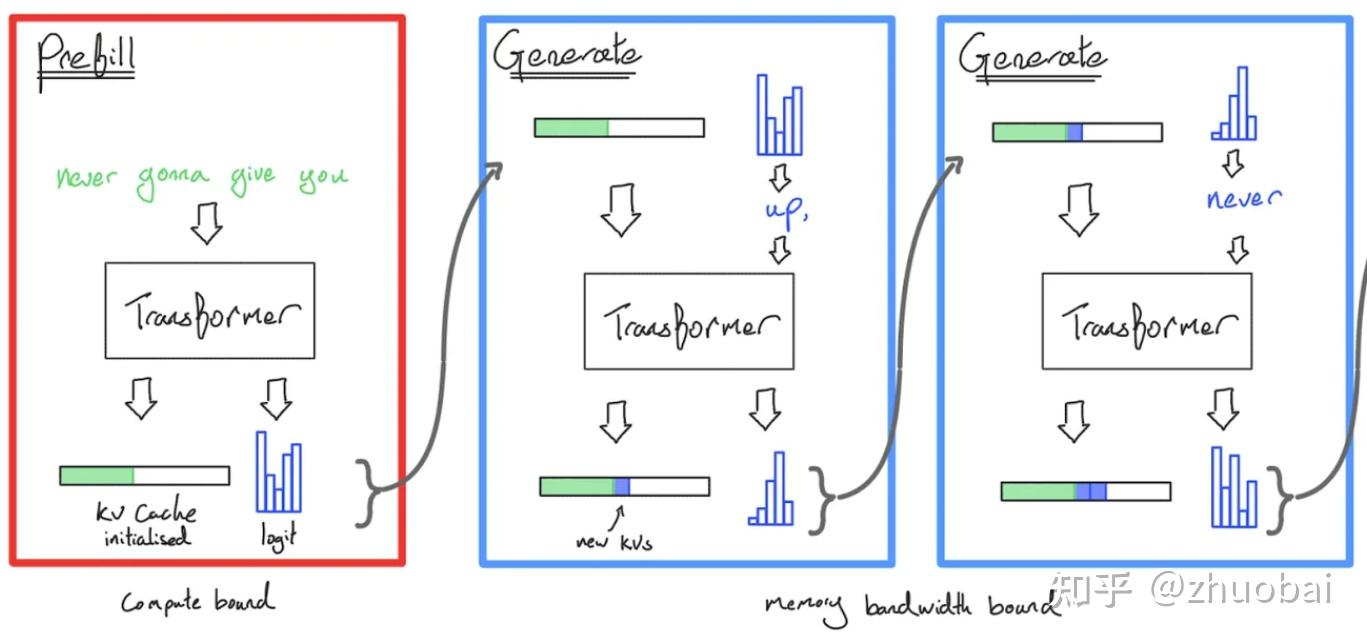 Prefill
never gonna give you
Transformer
KV Cache
initialised
logit
Compute bound
Generate
up,
Transformer
new KVs
Generate
never
Transformer
memory bandwidth bound
知乎 @zhuobai